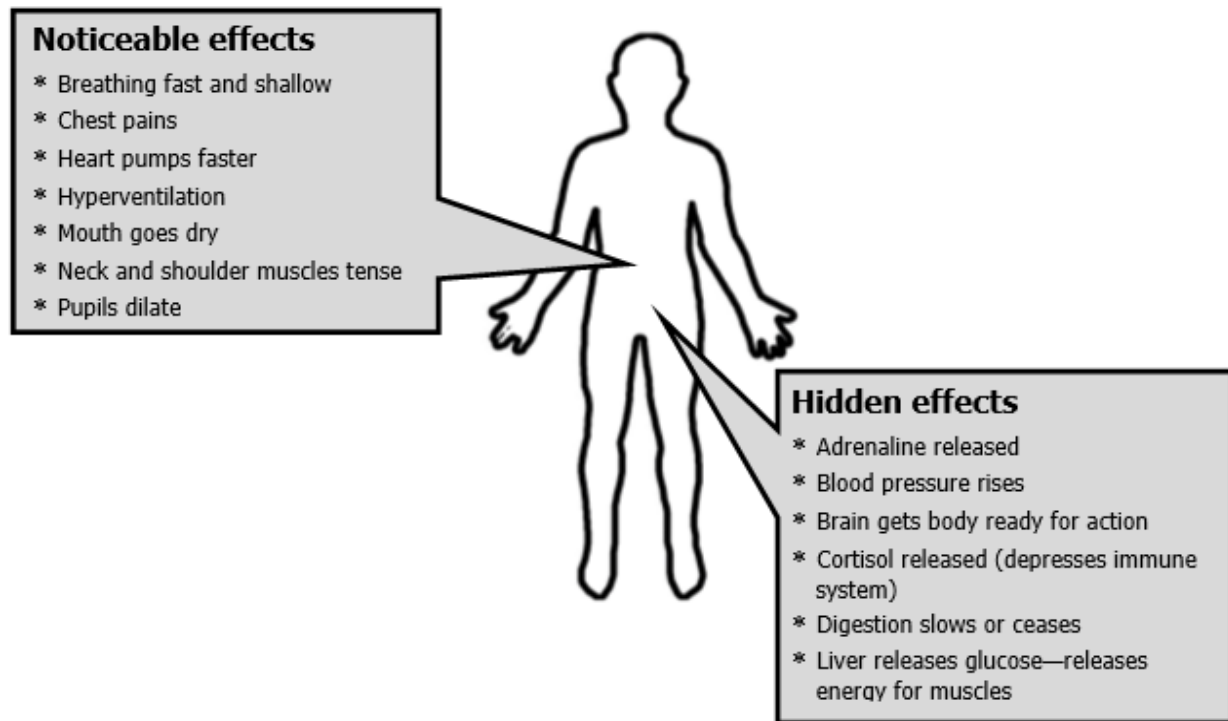 Noticeable effects
* Breathing fast and shallow
* Chest pains
* Heart pumps faster
* Hyperventilation
* Mouth goes dry
* Neck and shoulder muscles tense
* Pupils dilate
Hidden effects
* Adrenaline released
* Blood pressure rises
* Brain gets body ready for action
* Cortisol released (depresses immune
system)
* Digestion slows or ceases
* Liver releases glucose—releases
energy for muscles